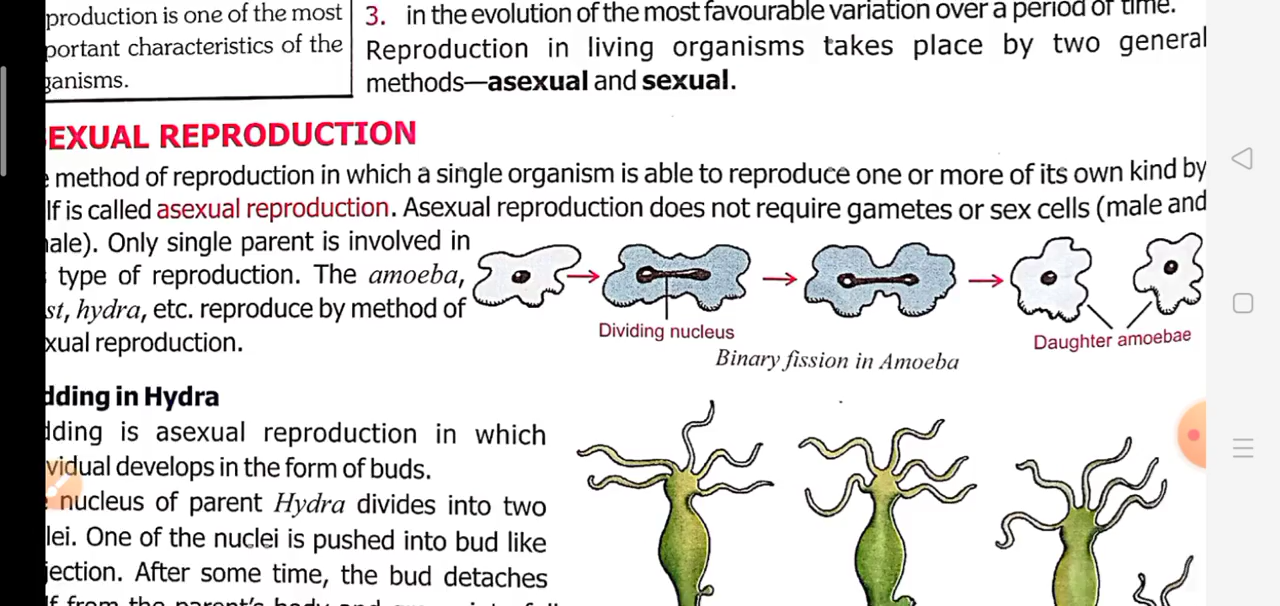 production is one of the most
portant characteristics of the
ganisms.
3. in the evolution of the most favourable variation over a period of time.
Reproduction in living organisms takes place by two general
methods—asexual and sexual.
EXUAL REPRODUCTION
e method of reproduction in which a single organism is able to reproduce one or more of its own kind by
lf is called asexual reproduction. Asexual reproduction does not require gametes or sex cells (male and
ale). Only single parent is involved in
type of reproduction. The amoeba,
st, hydra, etc. reproduce by method of
xual reproduction.
Dividing nucleus
Daughter amoebae
Binary fission in Amoeba
dding in Hydra
dding is asexual reproduction in which
vidual develops in the form of buds.
nucleus of parent Hydra divides into two
lei. One of the nuclei is pushed into bud like
jection. After some time, the bud detaches
lf from the parent's body and